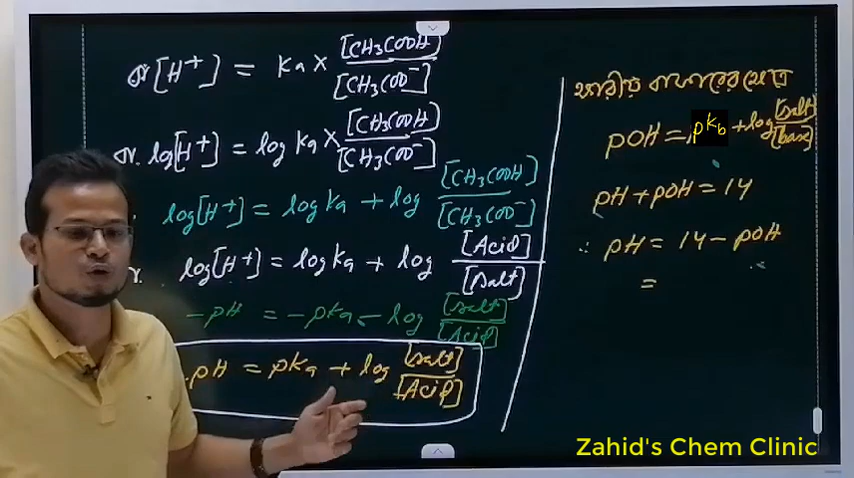 বা [H⁺] = Ka × [CH₃COOH] / [CH₃COO⁻]
বা. log[H⁺] = log Ka × [CH₃COOH] / [CH₃COO⁻]
log[H⁺] = log Ka + log [CH₃COOH] / [CH₃COO⁻]
log[H⁺] = log Ka + log [Acid] / [Salt]
-pH = -pKa - log [Salt] / [Acid]
pH = pKa + log [Salt] / [Acid]
ক্ষারীয় বাফারের ক্ষেত্রে
pOH = pKb + log [Salt] / [base]
pH + pOH = 14
∴ pH = 14 - pOH
=
Zahid's Chem Clinic